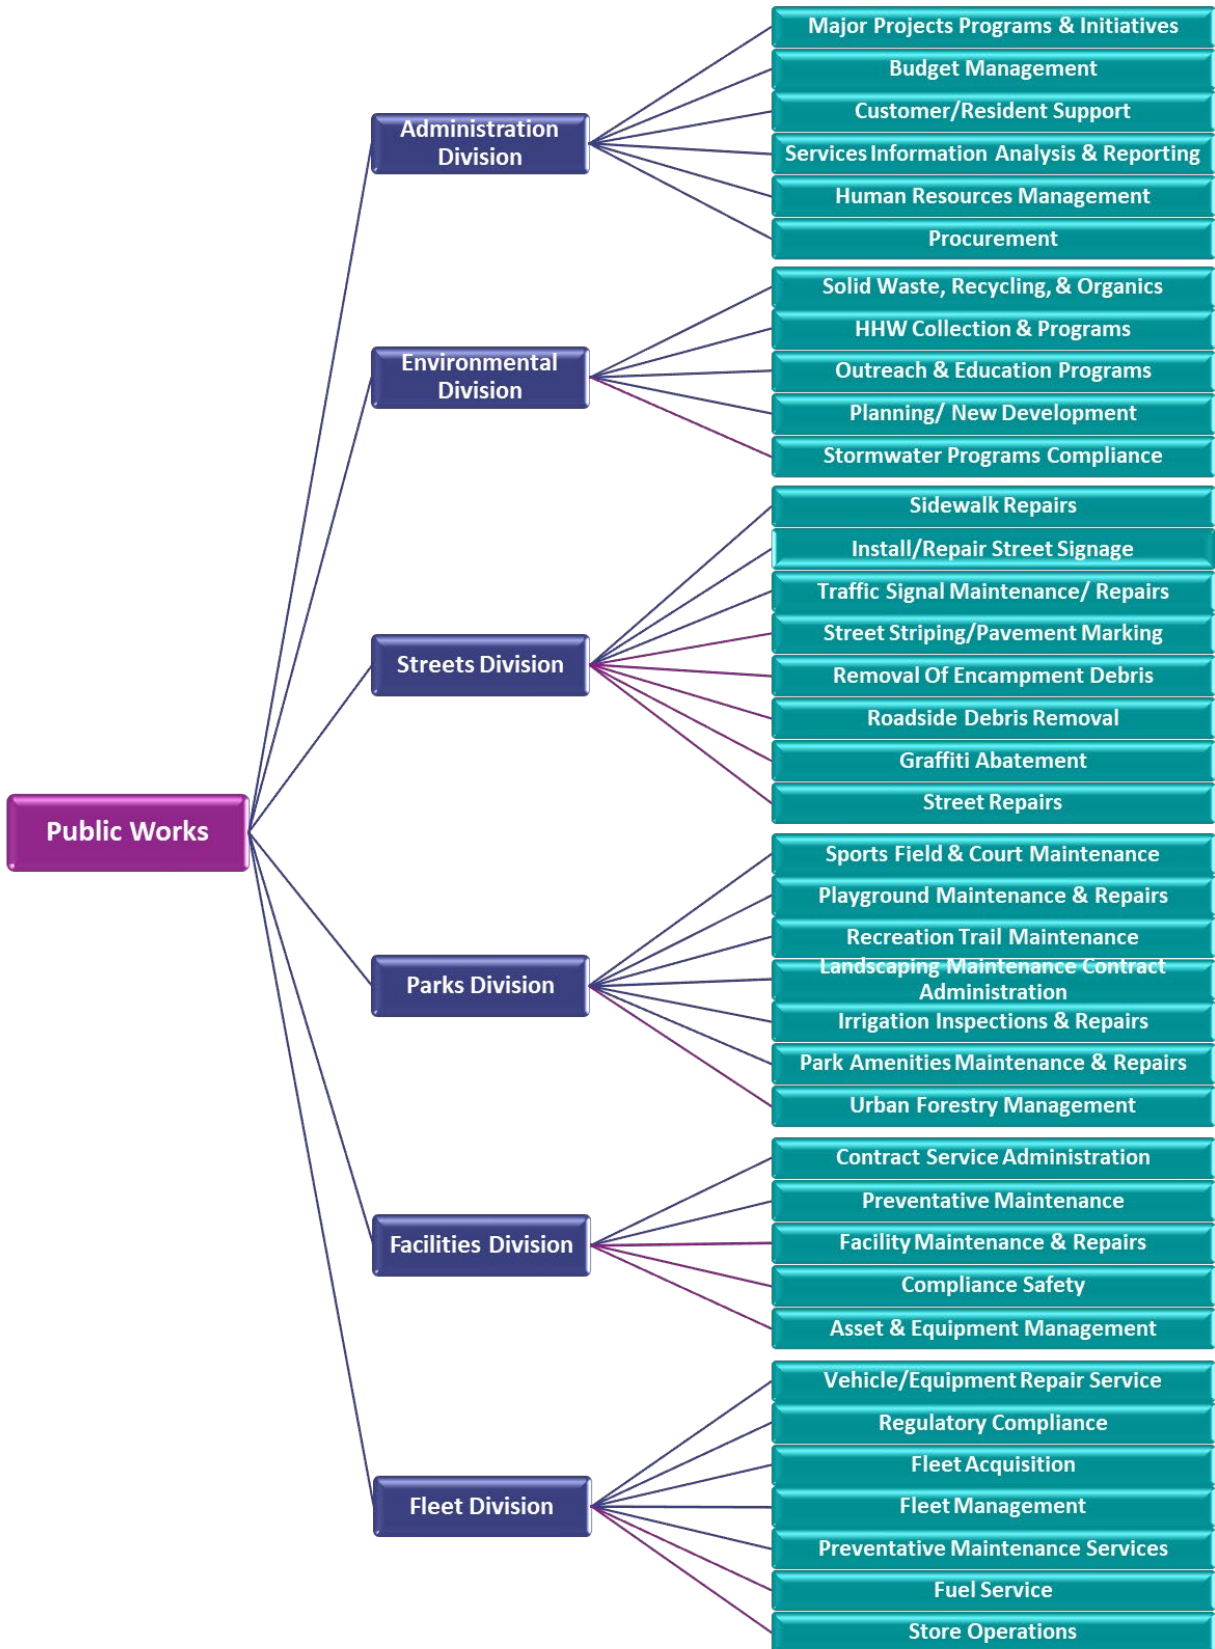 Public Works
Administration
Division
Major Projects Programs & Initiatives
Budget Management
Customer/Resident Support
Services Information Analysis & Reporting
Human Resources Management
Procurement
Environmental
Division
Solid Waste, Recycling, & Organics
HHW Collection & Programs
Outreach & Education Programs
Planning/ New Development
Stormwater Programs Compliance
Streets Division
Sidewalk Repairs
Install/Repair Street Signage
Traffic Signal Maintenance/ Repairs
Street Striping/Pavement Marking
Removal Of Encampment Debris
Roadside Debris Removal
Graffiti Abatement
Street Repairs
Parks Division
Sports Field & Court Maintenance
Playground Maintenance & Repairs
Recreation Trail Maintenance
Landscaping Maintenance Contract
Administration
Irrigation Inspections & Repairs
Park Amenities Maintenance & Repairs
Urban Forestry Management
Facilities Division
Contract Service Administration
Preventative Maintenance
Facility Maintenance & Repairs
Compliance Safety
Asset & Equipment Management
Fleet Division
Vehicle/Equipment Repair Service
Regulatory Compliance
Fleet Acquisition
Fleet Management
Preventative Maintenance Services
Fuel Service
Store Operations